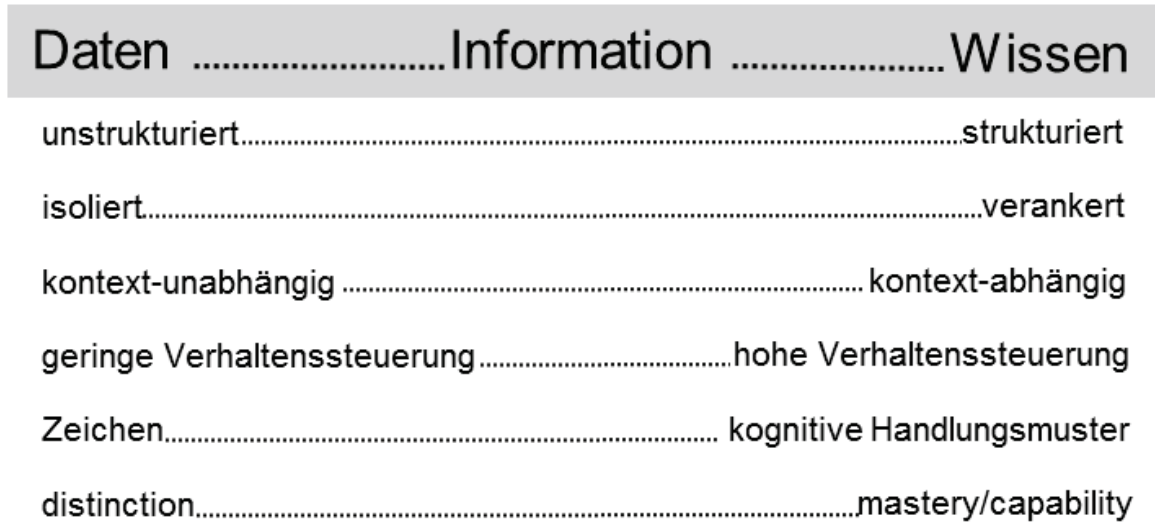 Daten ..........................Information ......................Wissen
unstrukturiert..........................................................................................................strukturiert
isoliert............................................................................................................................verankert
kontext-unabhängig ............................................................................. kontext-abhängig
geringe Verhaltenssteuerung.....................................hohe Verhaltenssteuerung
Zeichen.................................................................................. kognitive Handlungsmuster
distinction..................................................................................................mastery/capability